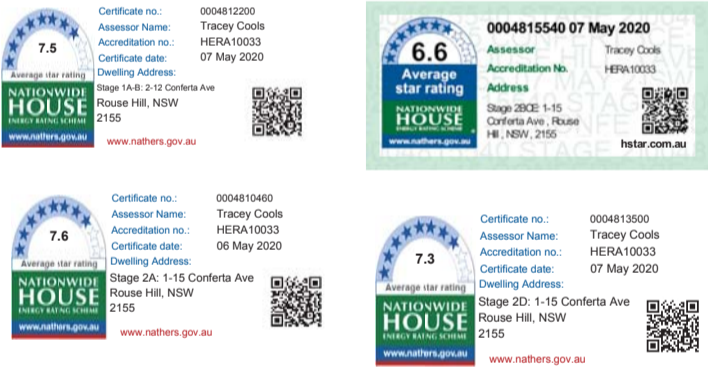 7.5
Average star rating
NATIONWIDE
HOUSE
ENERGY RATING SCHEME
www.nathers.gov.au
Certificate no.: 0004812200
Assessor Name: Tracey Cools
Accreditation no.: HERA10033
Certificate date: 07 May 2020
Dwelling Address:
Stage 1A-B: 2-12 Conferta Ave
Rouse Hill, NSW
2155
www.nathers.gov.au
6.6
Average
star rating
NATIONWIDE
HOUSE
ENERGY RATING SCHEME
www.nathers.gov.au
0004815540 07 May 2020
Assessor Tracey Cools
Accreditation No. HERA10033
Address
Stage 2BCE: 1-15
Conferta Ave , Rouse
Hill , NSW , 2155
hstar.com.au
7.6
Average star rating
NATIONWIDE
HOUSE
ENERGY RATING SCHEME
www.nathers.gov.au
Certificate no.: 0004810460
Assessor Name: Tracey Cools
Accreditation no.: HERA10033
Certificate date: 06 May 2020
Dwelling Address:
Stage 2A: 1-15 Conferta Ave
Rouse Hill, NSW
2155
www.nathers.gov.au
7.3
Average star rating
NATIONWIDE
HOUSE
ENERGY RATING SCHEME
www.nathers.gov.au
Certificate no.: 0004813500
Assessor Name: Tracey Cools
Accreditation no.: HERA10033
Certificate date: 07 May 2020
Dwelling Address:
Stage 2D: 1-15 Conferta Ave
Rouse Hill, NSW
2155
www.nathers.gov.au